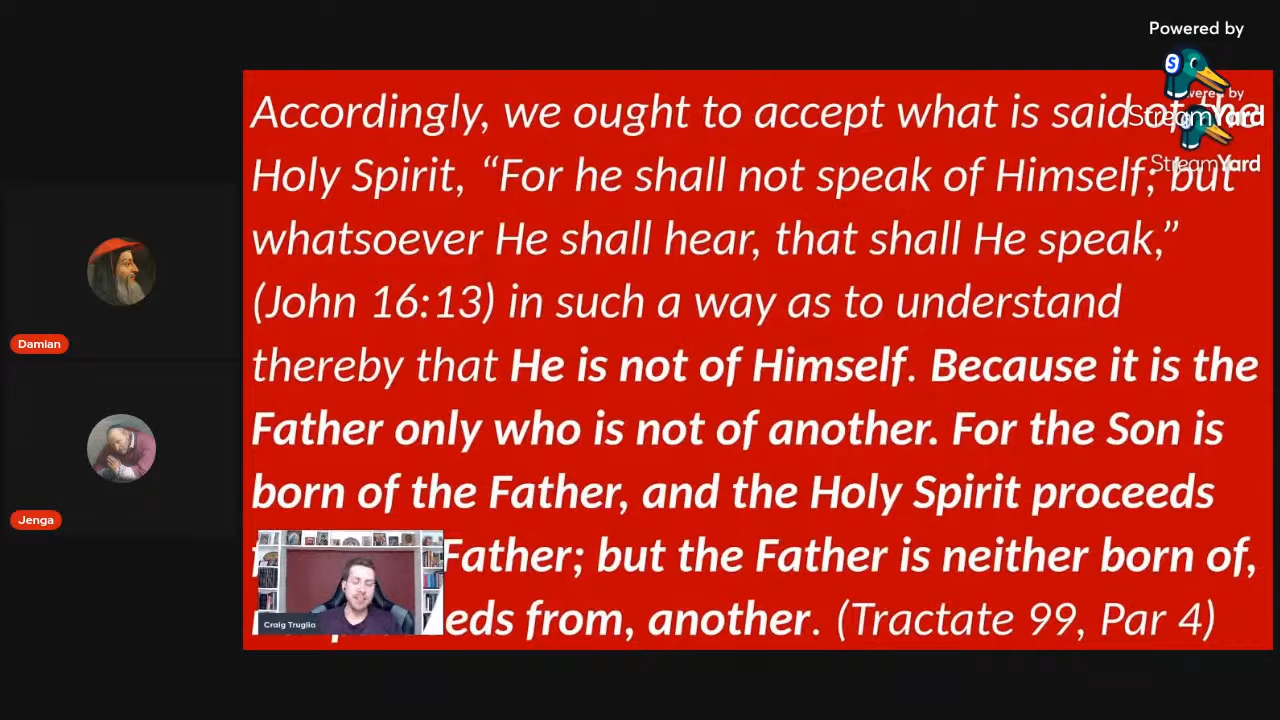 Powered by
StreamYard
StreamYard
Accordingly, we ought to accept what is said of the
Holy Spirit, “For he shall not speak of Himself; but
whatsoever He shall hear, that shall He speak,”
(John 16:13) in such a way as to understand
thereby that He is not of Himself. Because it is the
Father only who is not of another. For the Son is
born of the Father, and the Holy Spirit proceeds
Father; but the Father is neither born of,
eds from, another. (Tractate 99, Par 4)
Damian
Jenga
Craig Truglia